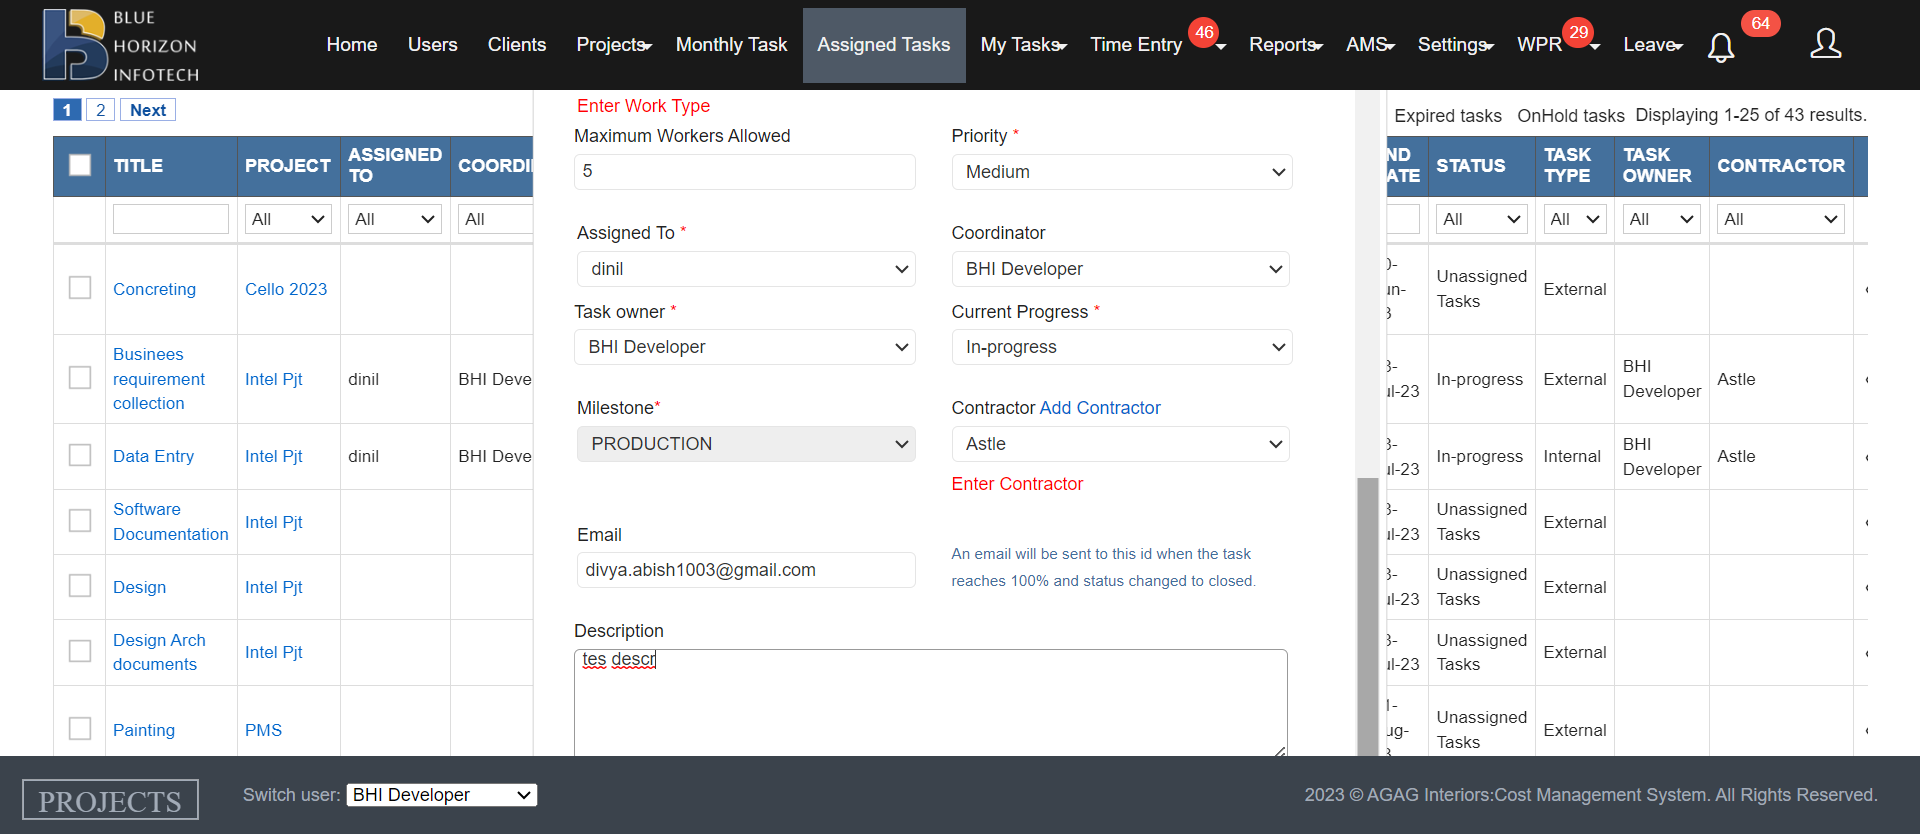 BLUE
HORIZON
INFOTECH
Home Users Clients Projects Monthly Task Assigned Tasks My Tasks Time Entry 46 Reports AMS Settings WPR 29 Leave 64
1 2 Next
Expired tasks OnHold tasks Displaying 1-25 of 43 results.
TITLE PROJECT ASSIGNED TO COORDI
ND ATE STATUS TASK TYPE TASK OWNER CONTRACTOR
All All All
All All All All
Concreting Cello 2023
0-
un-
3
Unassigned Tasks External
Businees requirement collection Intel Pjt dinil BHI Deve
3-
ul-23 In-progress External BHI Developer Astle
Data Entry Intel Pjt dinil BHI Deve
3-
ul-23 In-progress Internal BHI Developer Astle
Software Documentation Intel Pjt
3-
ul-23 Unassigned Tasks External
Design Intel Pjt
3-
ul-23 Unassigned Tasks External
Design Arch documents Intel Pjt
3-
ul-23 Unassigned Tasks External
Painting PMS
1-
ug-
3
Unassigned Tasks External
Enter Work Type
Maximum Workers Allowed Priority *
5 Medium
Assigned To * Coordinator
dinil BHI Developer
Task owner * Current Progress *
BHI Developer In-progress
Milestone* Contractor Add Contractor
PRODUCTION Astle
Enter Contractor
Email
divya.abish1003@gmail.com
An email will be sent to this id when the task
reaches 100% and status changed to closed.
Description
tes descr
PROJECTS Switch user: BHI Developer
2023 © AGAG Interiors:Cost Management System. All Rights Reserved.